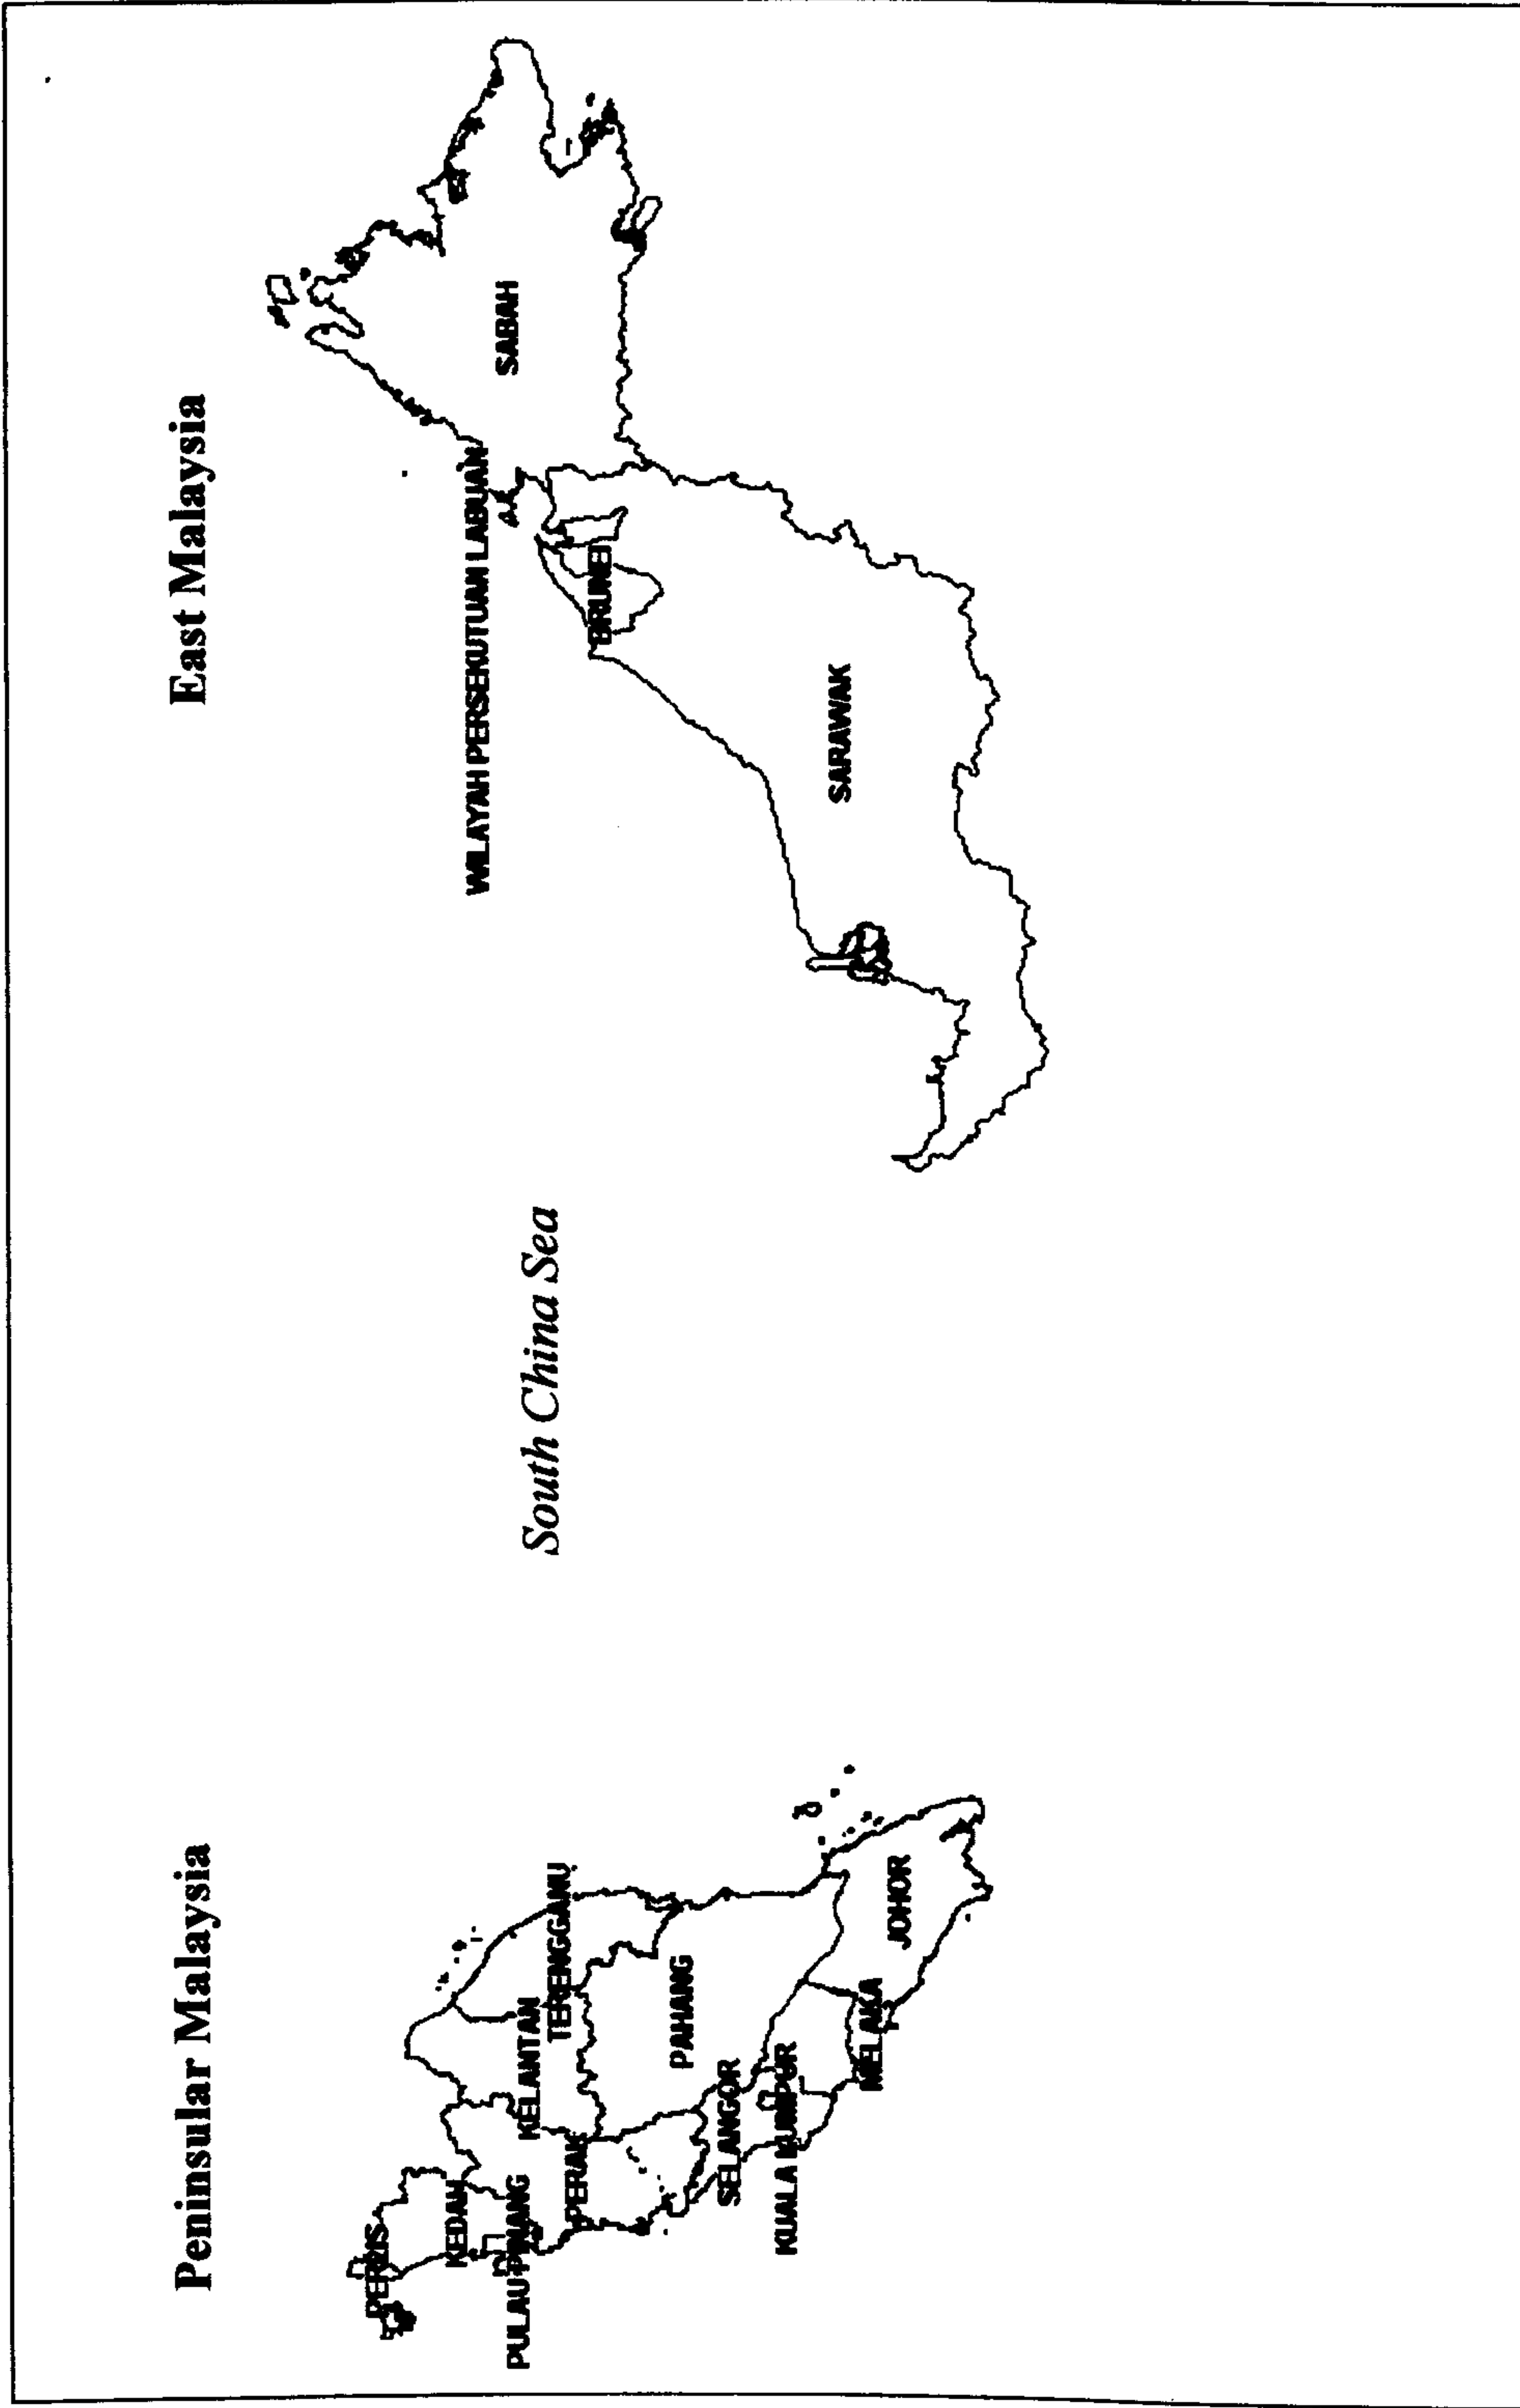 Peninsular Malaysia
East Malaysia
PERLIS
KEDAH
PULAU PINANG
KELANTAN
TERENGGANU
PERAK
PAHANG
SELANGOR
KUALA LUMPUR
MELAKA
JOHOR
South China Sea
SABAH
WILAYAH PERSEKUTUAN LABUAN
BRUNEI
SARAWAK